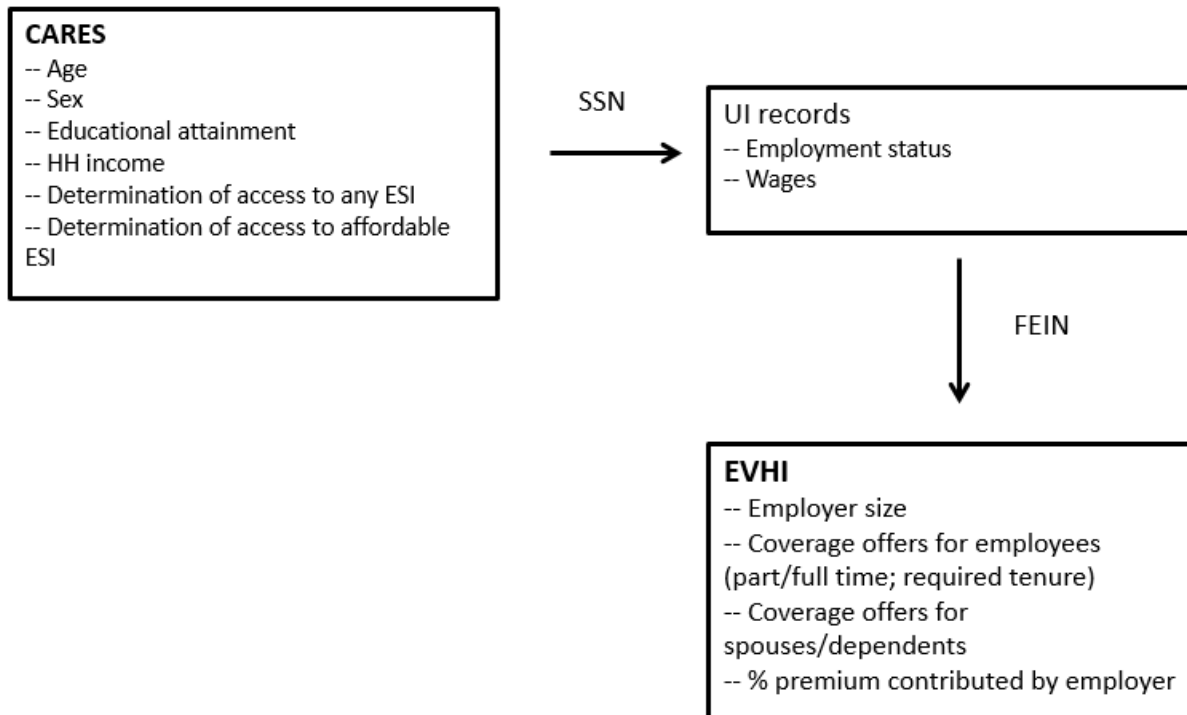 CARES
-- Age
-- Sex
-- Educational attainment
-- HH income
-- Determination of access to any ESI
-- Determination of access to affordable
ESI
SSN
UI records
-- Employment status
-- Wages
FEIN
EVHI
-- Employer size
-- Coverage offers for employees
(part/full time; required tenure)
-- Coverage offers for
spouses/dependents
-- % premium contributed by employer